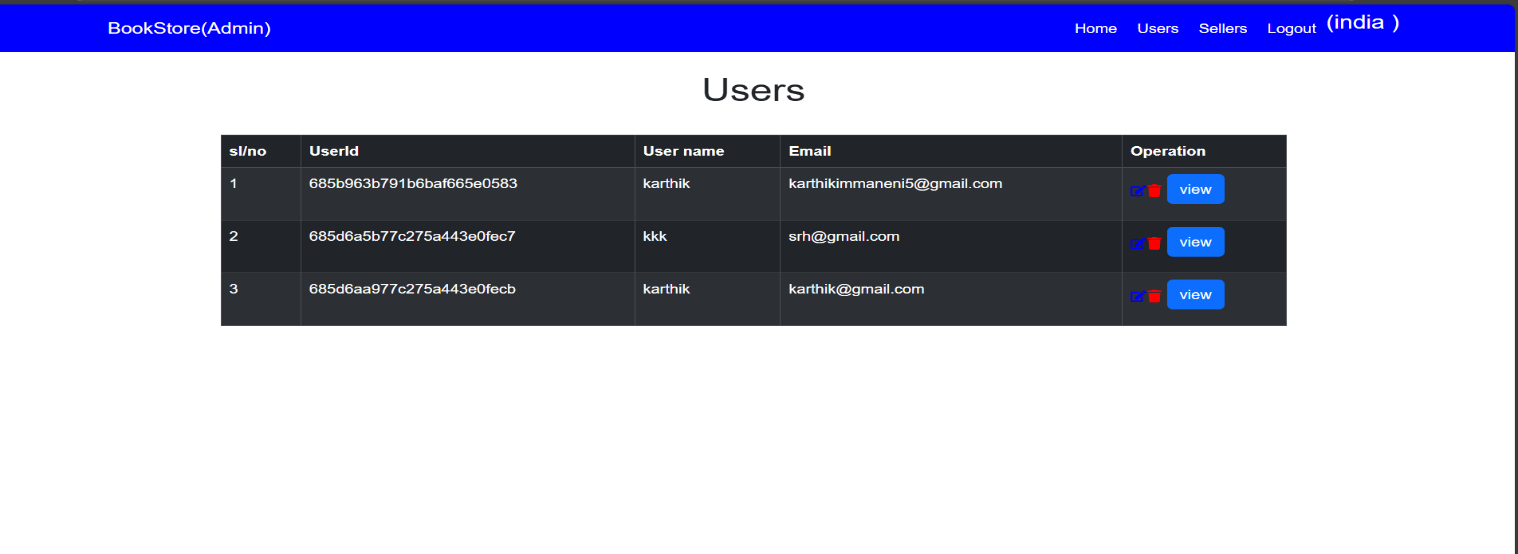 BookStore(Admin) Home Users Sellers Logout (india )
Users
sl/no UserId User name Email Operation
1 685b963b791b6baf665e0583 karthik karthikimmaneni5@gmail.com view
2 685d6a5b77c275a443e0fec7 kkk srh@gmail.com view
3 685d6aa977c275a443e0fecb karthik karthik@gmail.com view